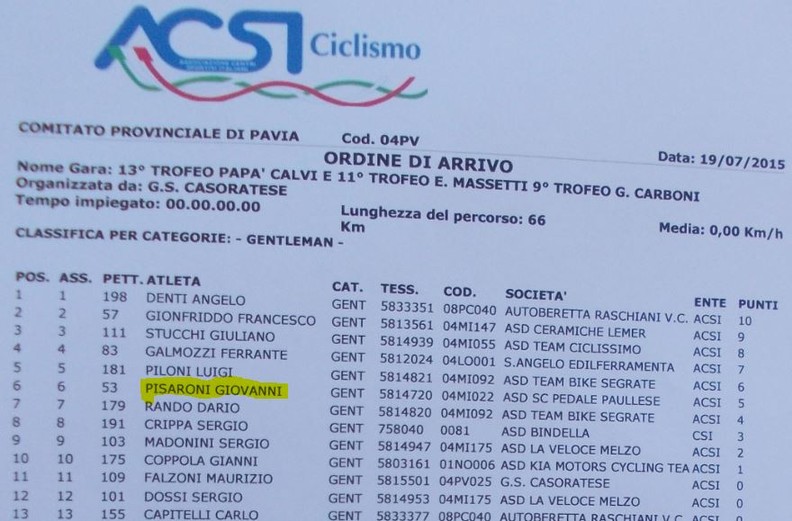 ACSI Ciclismo
COMITATO PROVINCIALE DI PAVIA Cod. 04PV
ORDINE DI ARRIVO Data: 19/07/2015
Nome Gara: 13° TROFEO PAPA' CALVI E 11° TROFEO E. MASSETTI 9° TROFEO G. CARBONI
Organizzata da: G.S. CASORATESE
Tempo impiegato: 00.00.00.00 Lunghezza del percorso: 66 Km Media: 0,00 Km/h
CLASSIFICA PER CATEGORIE: - GENTLEMAN -
POS. ASS. PETT. ATLETA CAT. TESS. COD. SOCIETA' ENTE PUNTI
1 1 198 DENTI ANGELO GENT 5833351 08PC040 AUTOBERETTA RASCHIANI V.C. ACSI 10
2 2 57 GIONFRIDDO FRANCESCO GENT 5813561 04MI147 ASD CERAMICHE LEMER ACSI 9
3 3 111 STUCCHI GIULIANO GENT 5814939 04MI055 ASD TEAM CICLISSIMO ACSI 8
4 4 83 GALMOZZI FERRANTE GENT 5812024 04LO001 S.ANGELO EDILFERRAMENTA ACSI 7
5 5 181 PILONI LUIGI GENT 5814821 04MI092 ASD TEAM BIKE SEGRATE ACSI 6
6 6 53 PISARONI GIOVANNI GENT 5814720 04MI022 ASD SC PEDALE PAULLESE ACSI 5
7 7 179 RANDO DARIO GENT 5814820 04MI092 ASD TEAM BIKE SEGRATE ACSI 4
8 8 191 CRIPPA SERGIO GENT 758040 0081 ASD BINDELLA CSI 3
9 9 103 MADONINI SERGIO GENT 5814947 04MI175 ASD LA VELOCE MELZO ACSI 2
10 10 175 COPPOLA GIANNI GENT 5803161 01NO006 ASD KIA MOTORS CYCLING TEA ACSI 1
11 11 109 FALZONI MAURIZIO GENT 5815501 04PV025 G.S. CASORATESE ACSI 0
12 12 101 DOSSI SERGIO GENT 5814953 04MI175 ASD LA VELOCE MELZO ACSI 0
13 13 155 CAPITELLI CARLO GENT 5833377 08PC040 AUTOBERETTA RASCHIANI V.C. ACSI 0